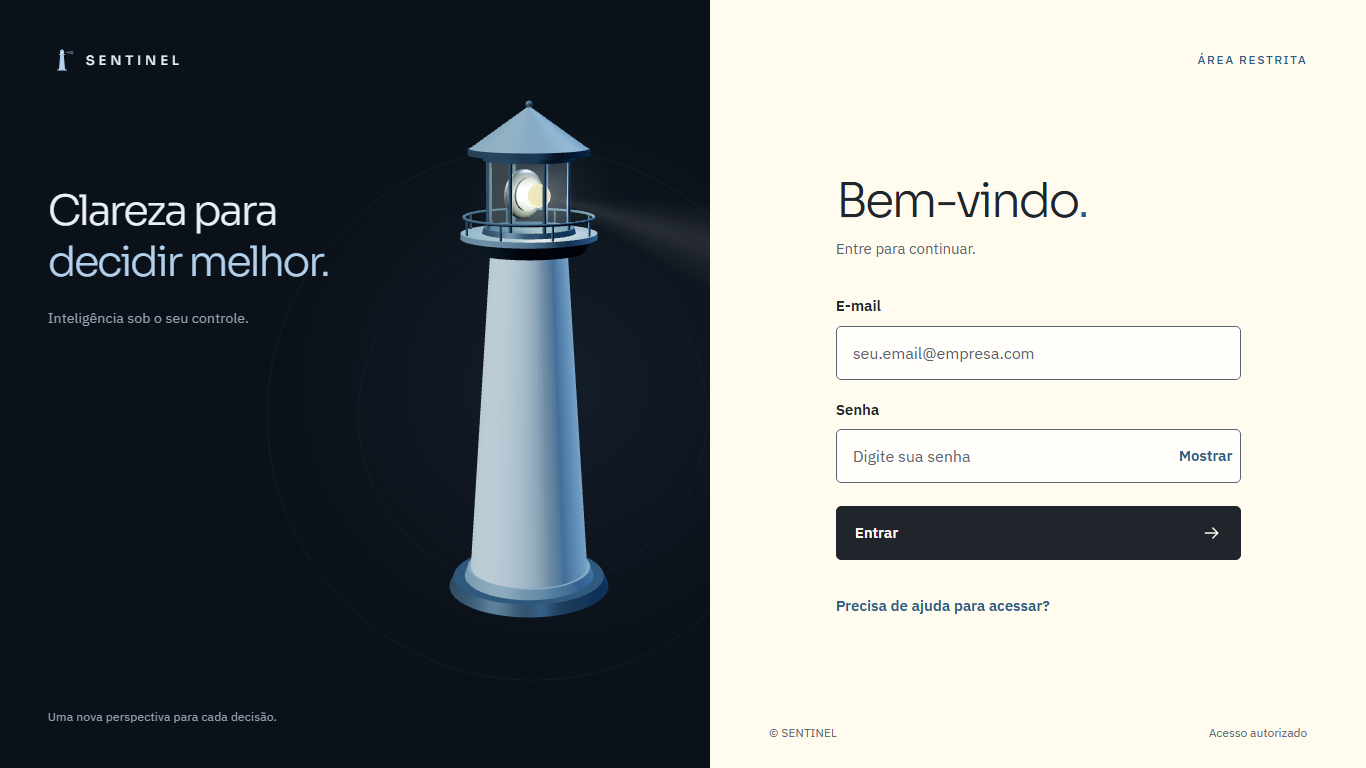 SENTINEL
Clareza para
decidir melhor.
Inteligência sob o seu controle.
Uma nova perspectiva para cada decisão.
ÁREA RESTRITA
Bem-vindo.
Entre para continuar.
E-mail
seu.email@empresa.com
Senha
Digite sua senha
Mostrar
Entrar
Precisa de ajuda para acessar?
© SENTINEL
Acesso autorizado